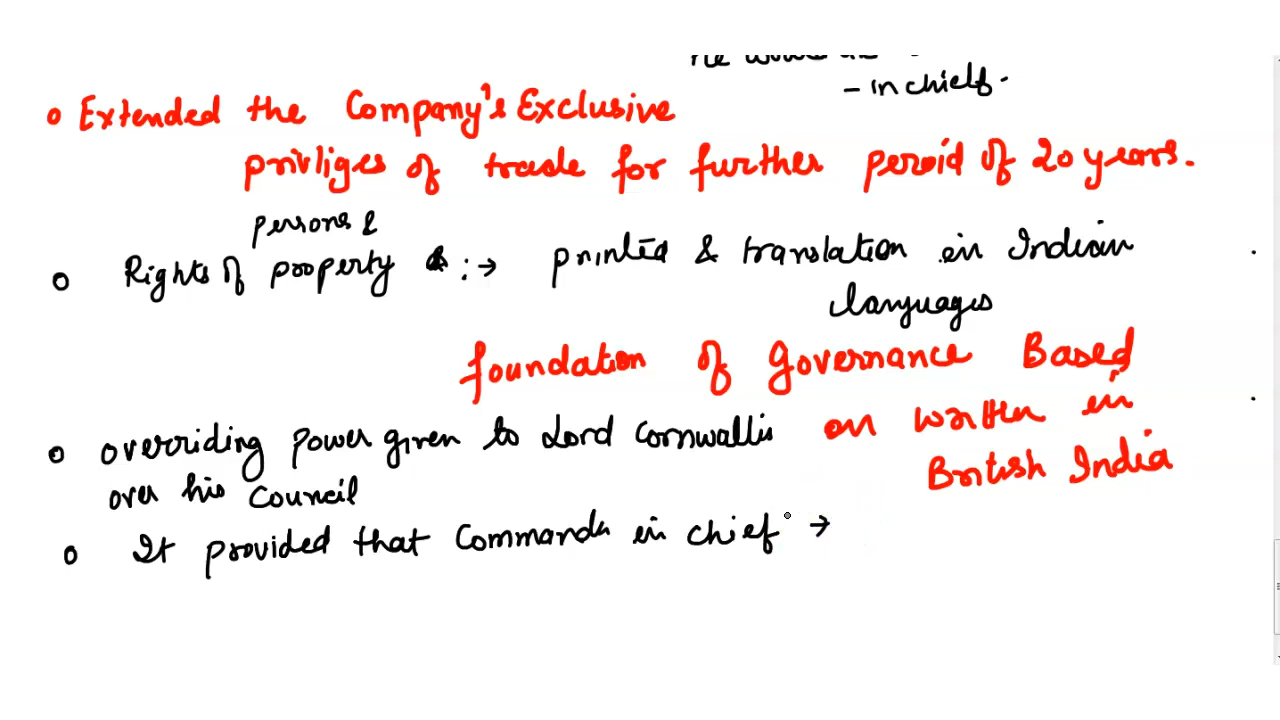 - in chief.
• Extended the Company's Exclusive
privliges of trade for further peroid of 20 years.
persons &
• Rights of property : → printed & translation in Indian
languages
foundation of Governance Based
• overriding power given to Lord Cornwallis on written in
over his Council British India
• It provided that Commander in chief →